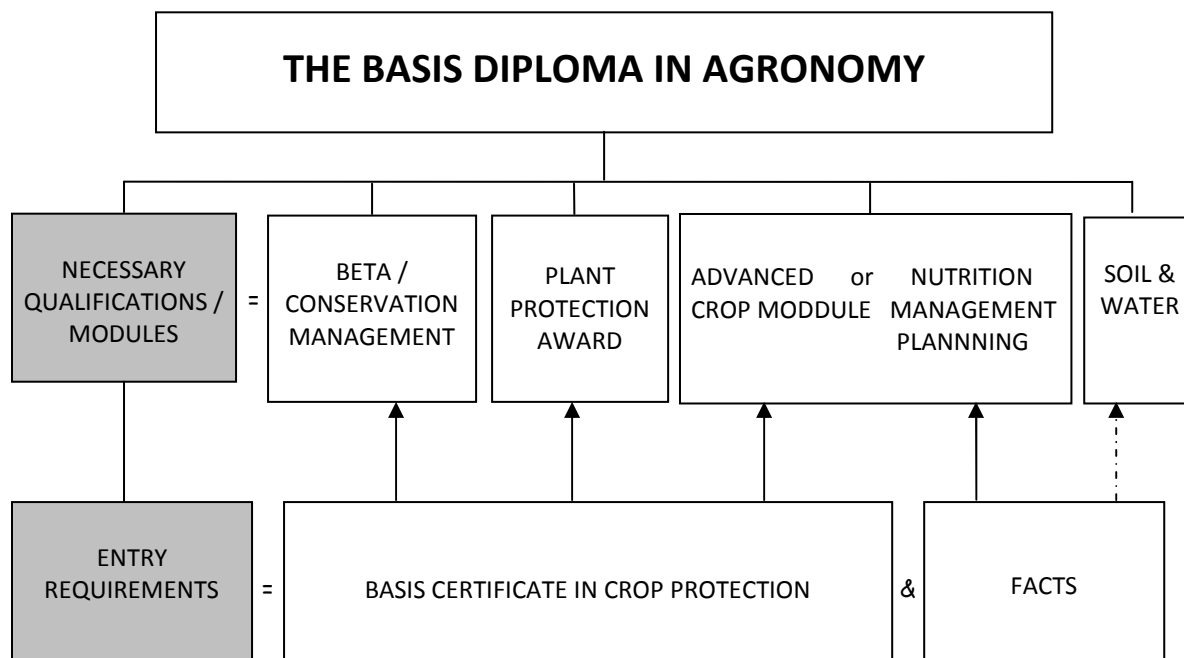 THE BASIS DIPLOMA IN AGRONOMY
NECESSARY
QUALIFICATIONS /
MODULES
=
BETA /
CONSERVATION
MANAGEMENT
PLANT
PROTECTION
AWARD
ADVANCED or NUTRITION
CROP MODDULE MANAGEMENT
PLANNNING
SOIL &
WATER
ENTRY
REQUIREMENTS
=
BASIS CERTIFICATE IN CROP PROTECTION
&
FACTS